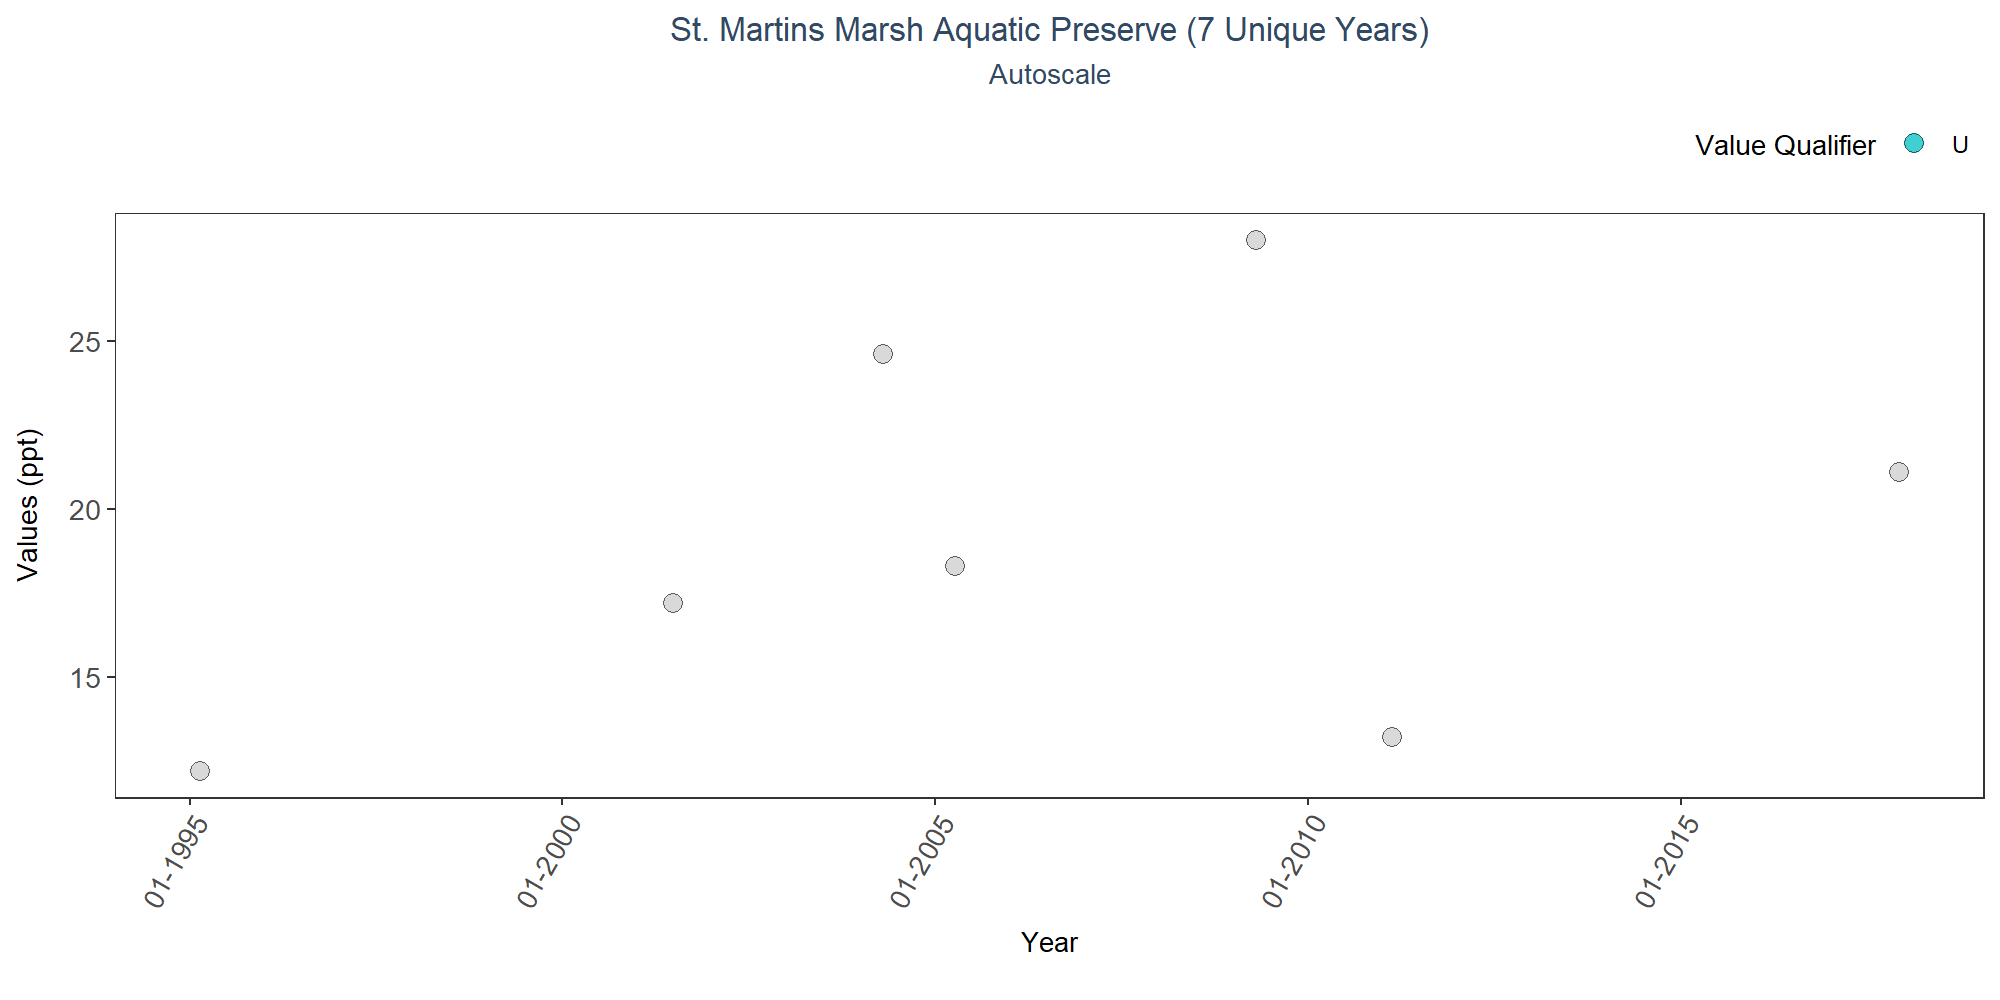 St. Martins Marsh Aquatic Preserve (7 Unique Years)
Autoscale
Value Qualifier U
Values (ppt)
25
20
15
01-1995
01-2000
01-2005
01-2010
01-2015
Year